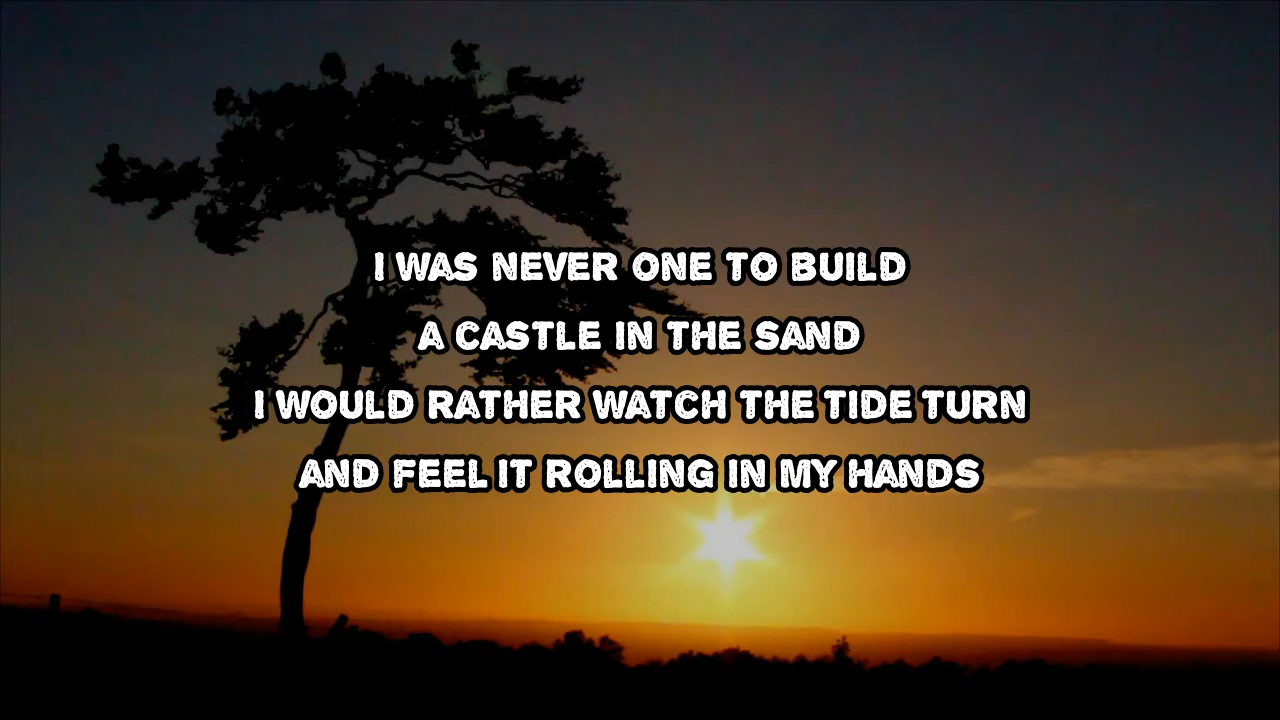 I WAS NEVER ONE TO BUILD
A CASTLE IN THE SAND
I WOULD RATHER WATCH THE TIDE TURN
AND FEEL IT ROLLING IN MY HANDS